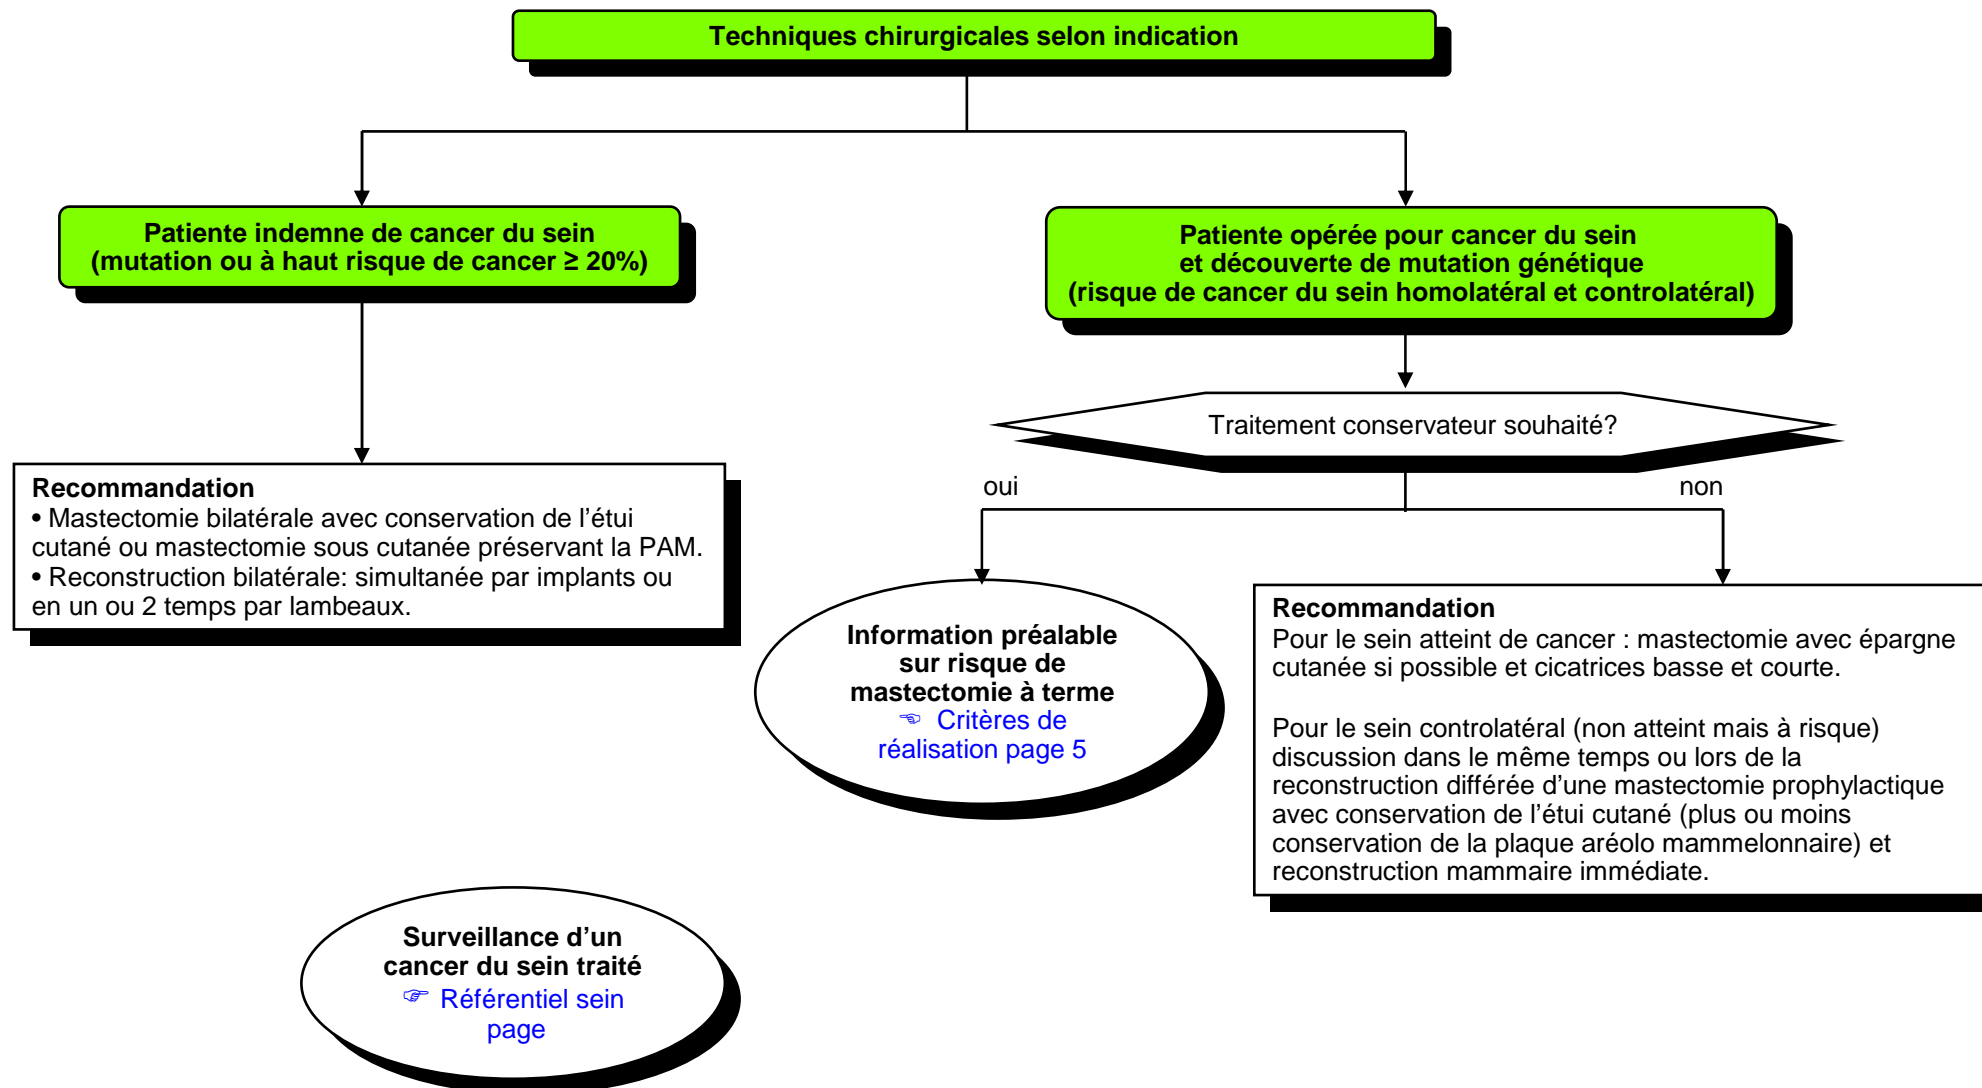 Techniques chirurgicales selon indication
Patiente indemne de cancer du sein
(mutation ou à haut risque de cancer ≥ 20%)
Patiente opérée pour cancer du sein
et découverte de mutation génétique
(risque de cancer du sein homolatéral et controlatéral)
Traitement conservateur souhaité?
oui
non
Recommandation
• Mastectomie bilatérale avec conservation de l'étui
cutané ou mastectomie sous cutanée préservant la PAM.
• Reconstruction bilatérale: simultanée par implants ou
en un ou 2 temps par lambeaux.
Information préalable
sur risque de
mastectomie à terme
☜ Critères de
réalisation page 5
Recommandation
Pour le sein atteint de cancer : mastectomie avec épargne
cutanée si possible et cicatrices basse et courte.
Pour le sein controlatéral (non atteint mais à risque)
discussion dans le même temps ou lors de la
reconstruction différée d'une mastectomie prophylactique
avec conservation de l'étui cutané (plus ou moins
conservation de la plaque aréolo mammelonnaire) et
reconstruction mammaire immédiate.
Surveillance d'un
cancer du sein traité
☞ Référentiel sein
page